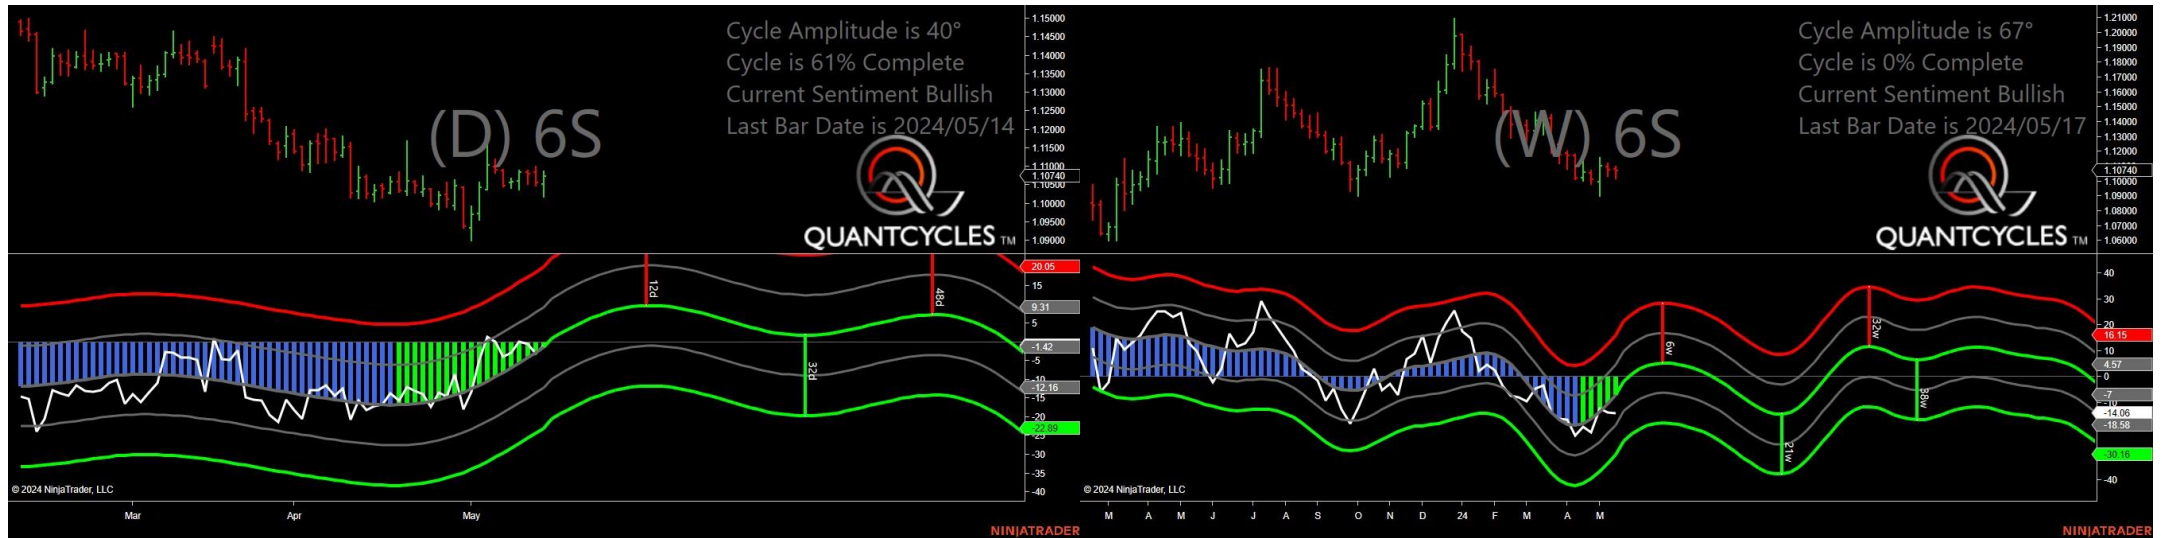 Cycle Amplitude is 40°
Cycle is 61% Complete
Current Sentiment Bullish
Last Bar Date is 2024/05/14
(D) 6S
QUANTCYCLES TM
1.15000
1.14500
1.14000
1.13500
1.13000
1.12500
1.12000
1.11500
1.11000
1.10740
1.10500
1.10000
1.09500
1.09000
12d
48d
32d
20.05
15
9.31
5
-1.42
-5
-12.16
-15
-20
-22.89
-25
-30
-35
-40
© 2024 NinjaTrader, LLC
Mar
Apr
May
NINJATRADER
Cycle Amplitude is 67°
Cycle is 0% Complete
Current Sentiment Bullish
Last Bar Date is 2024/05/17
(W) 6S
QUANTCYCLES TM
1.21000
1.20000
1.19000
1.18000
1.17000
1.16000
1.15000
1.14000
1.13000
1.12000
1.10740
1.10000
1.09000
1.08000
1.07000
1.06000
6w
32w
21w
38w
40
30
20
16.15
10
4.57
0
-7
-10
-14.06
-18.58
-30.16
-40
© 2024 NinjaTrader, LLC
M A M J J A S O N D 24 F M A M
NINJATRADER